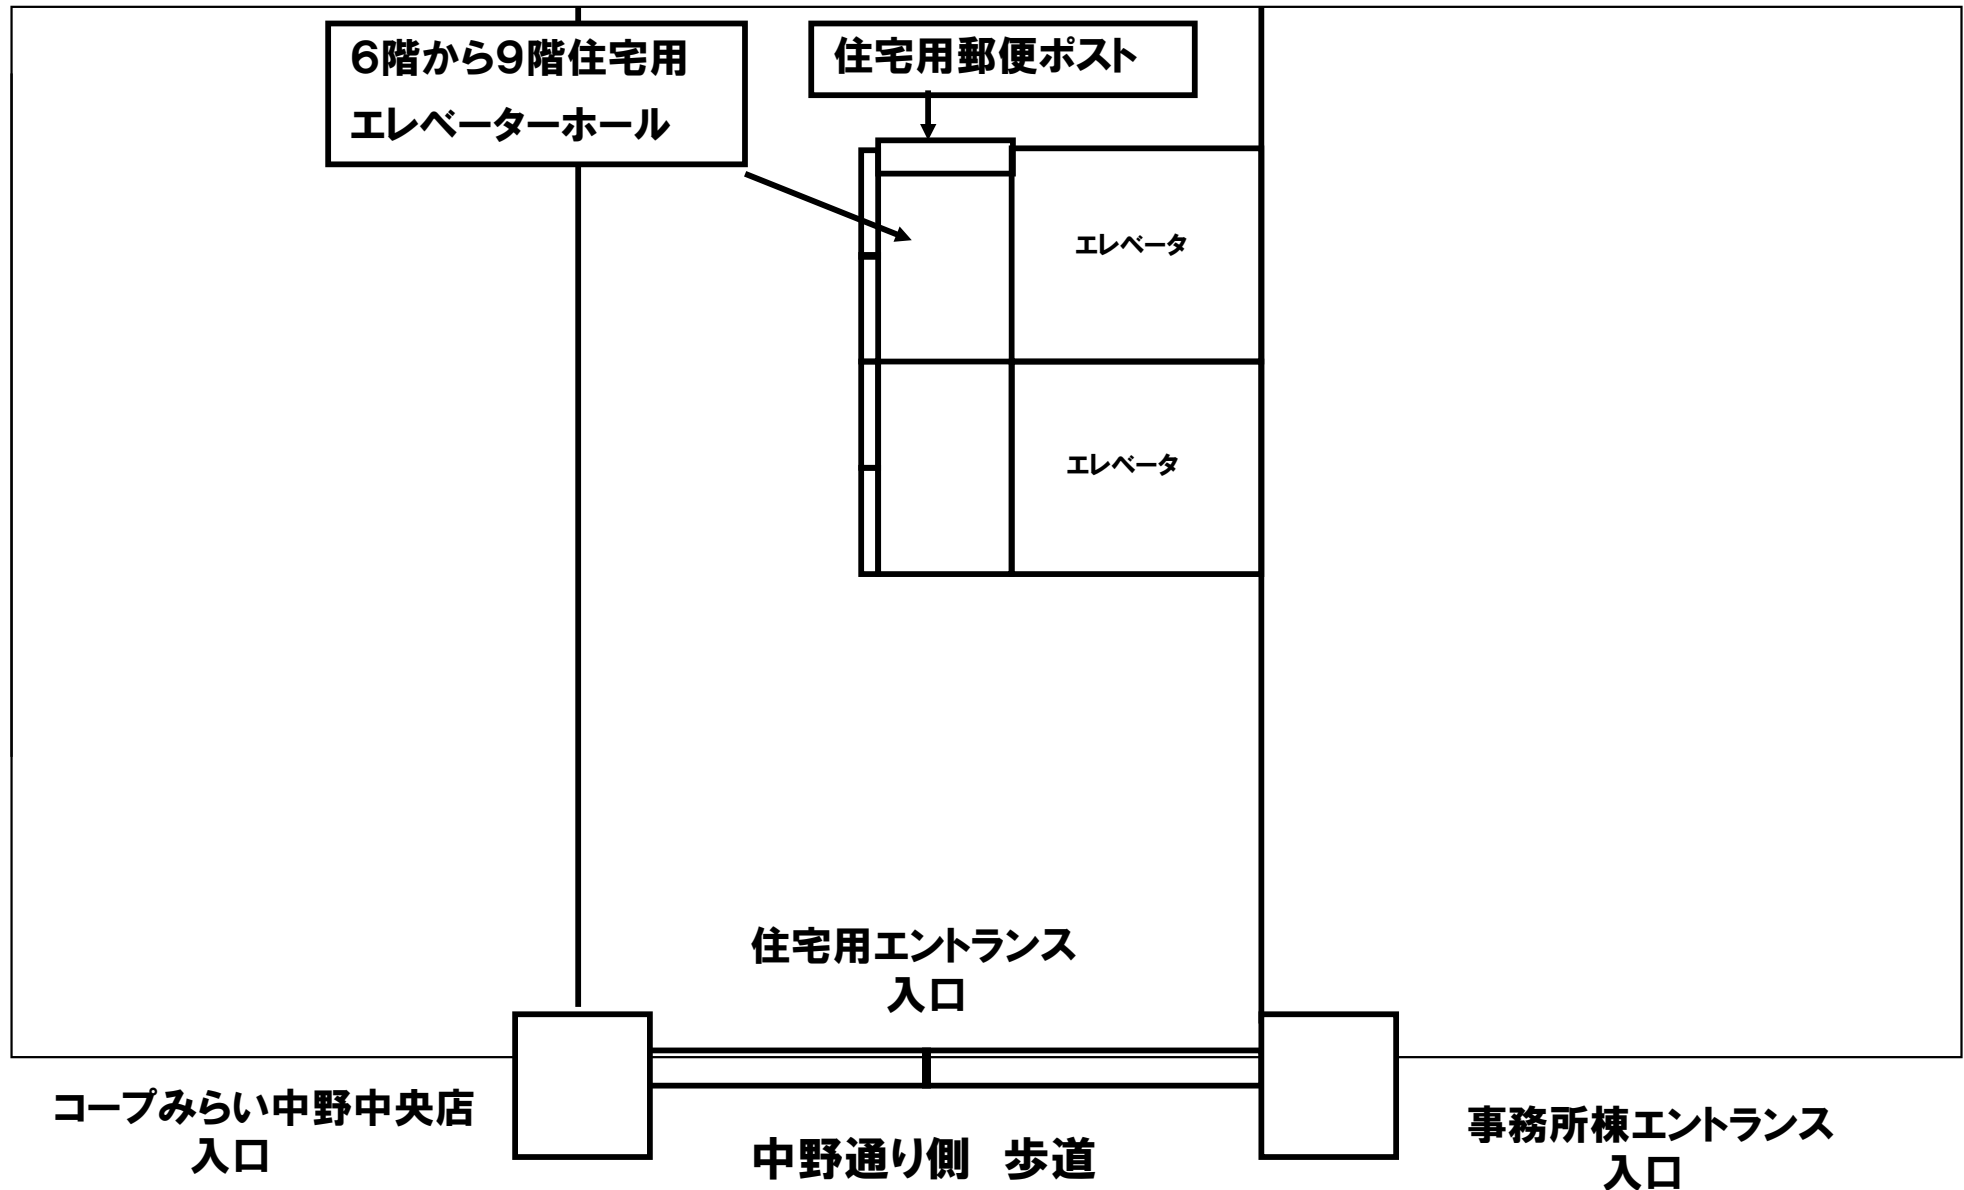 ６階から９階住宅用
エレベーターホール
住宅用郵便ポスト
エレベータ
エレベータ
住宅用エントランス
入口
コープみらい中野中央店
入口
中野通り側　歩道
事務所棟エントランス
入口